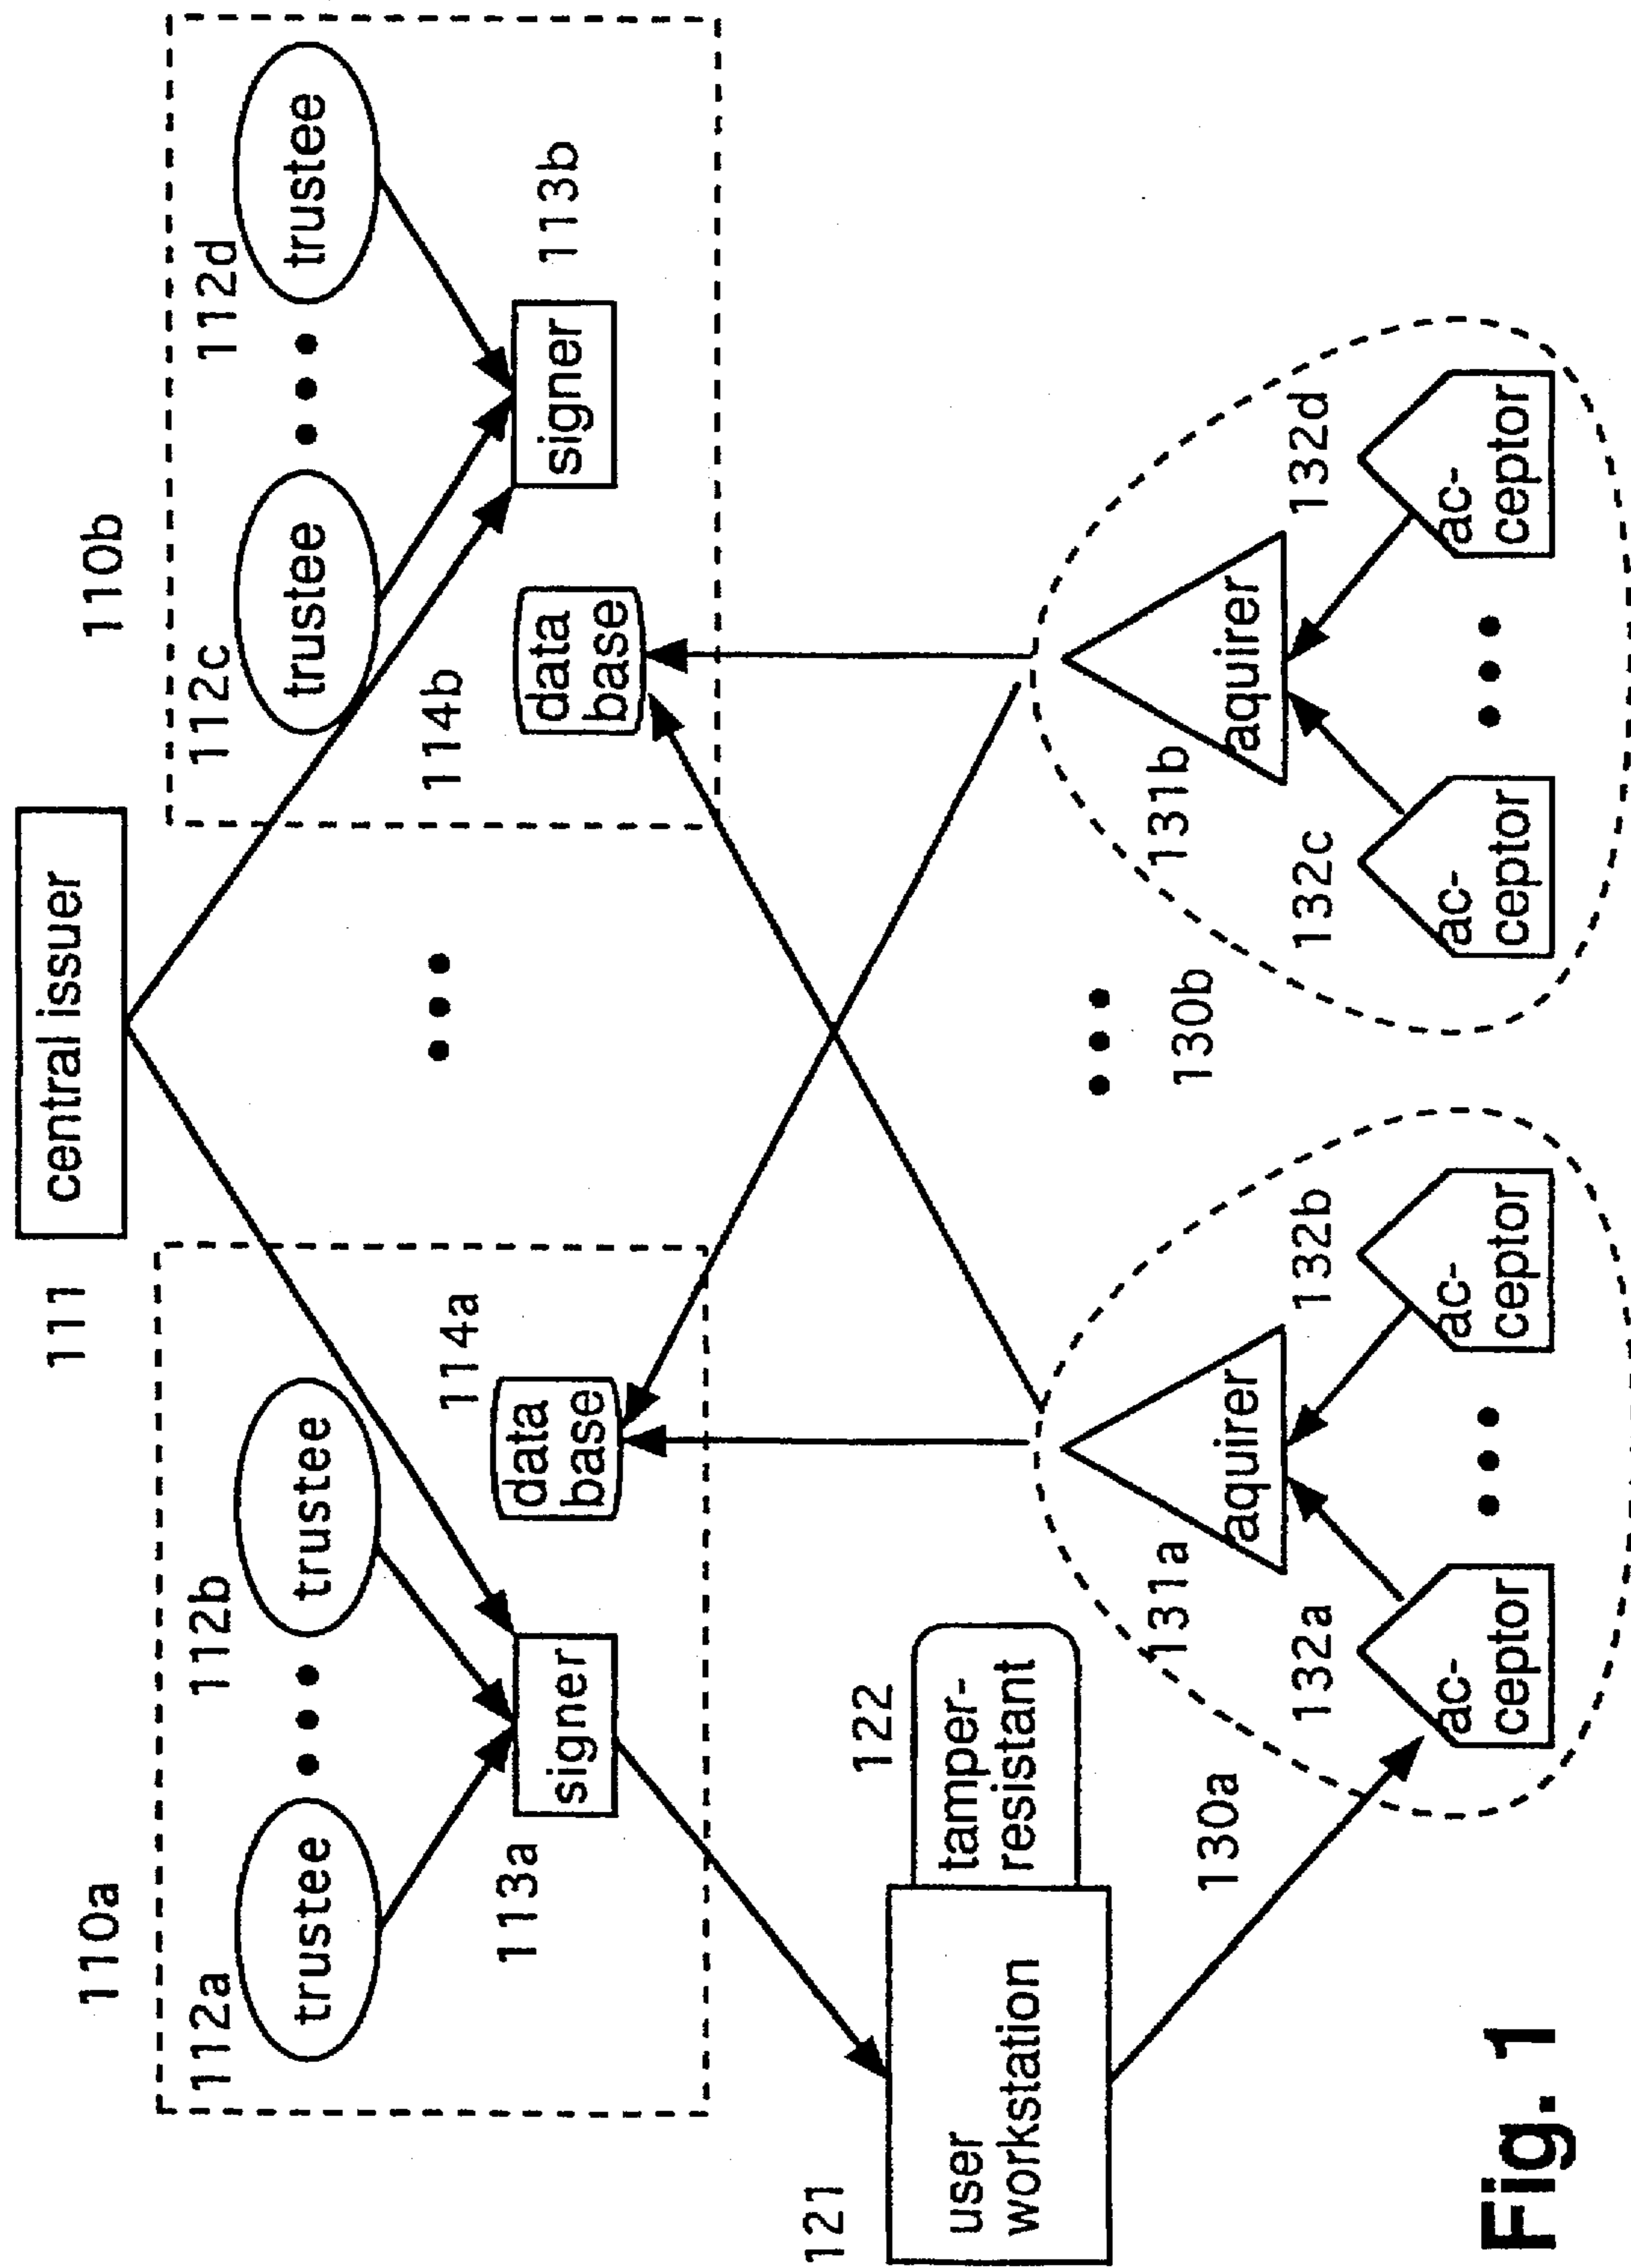 111
central issuer
110a
110b
112a
trustee
112b
trustee
112c
trustee
112d
trustee
113a
signer
114a
data
base
114b
data
base
signer
113b
121
user
workstation
122
tamper-
resistant
130a
131a
aquirer
132a
ac-
ceptor
132b
ac-
ceptor
130b
131b
aquirer
132c
ac-
ceptor
132d
ac-
ceptor
Fig. 1